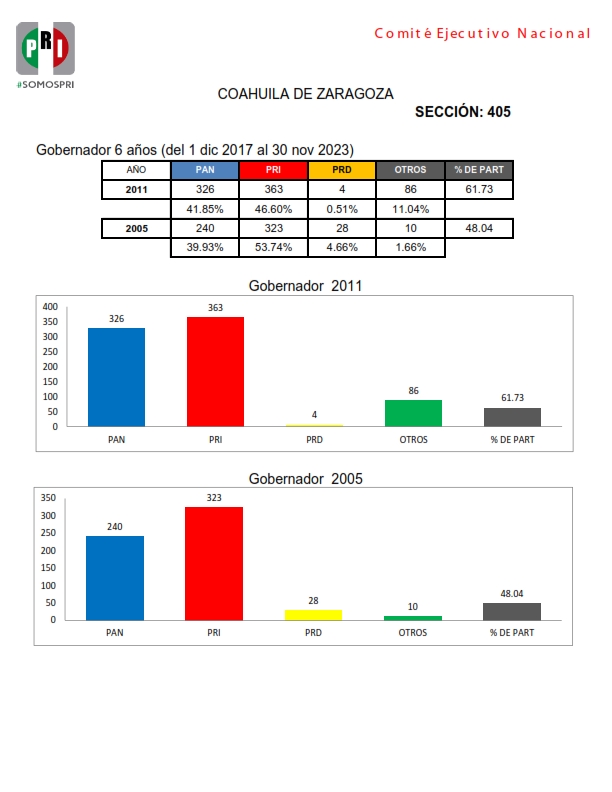 Comité Ejecutivo Nacional
PRI
#SOMOSPRI
COAHUILA DE ZARAGOZA
SECCIÓN: 405
Gobernador 6 años (del 1 dic 2017 al 30 nov 2023)
AÑO PAN PRI PRD OTROS % DE PART
2011 326 363 4 86 61.73
41.85% 46.60% 0.51% 11.04%
2005 240 323 28 10 48.04
39.93% 53.74% 4.66% 1.66%
Gobernador 2011
400
350
300
250
200
150
100
50
0
326
363
4
86
61.73
PAN PRI PRD OTROS % DE PART
Gobernador 2005
350
300
250
200
150
100
50
0
240
323
28
10
48.04
PAN PRI PRD OTROS % DE PART